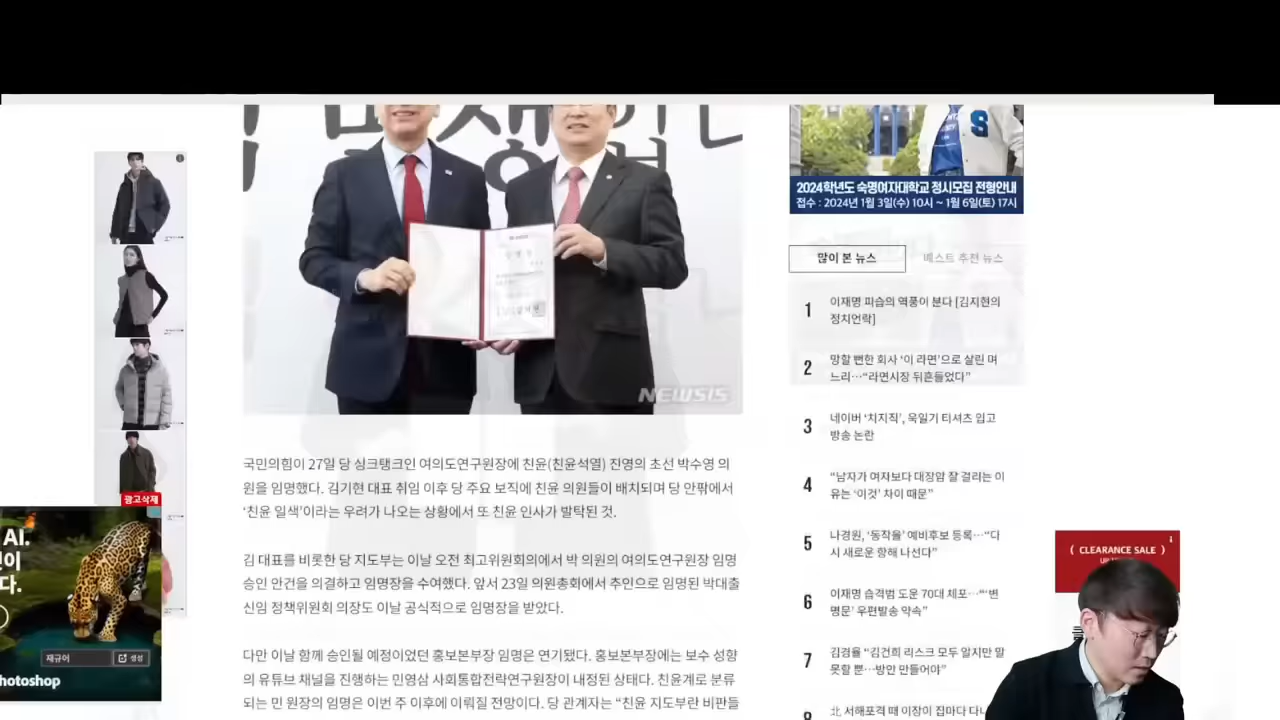 NEWSIS
국민의힘이 27일 당 싱크탱크인 여의도연구원장에 친윤(친윤석열) 진영의 초선 박수영 의
원을 임명했다. 김기현 대표 취임 이후 당 주요 보직에 친윤 의원들이 배치되며 당 안팎에서
‘친윤 일색’이라는 우려가 나오는 상황에서 또 친윤 인사가 발탁된 것.
김 대표를 비롯한 당 지도부는 이날 오전 최고위원회의에서 박 의원의 여의도연구원장 임명
승인 안건을 의결하고 임명장을 수여했다. 앞서 23일 의원총회에서 추인으로 임명된 박대출
신임 정책위원회 의장도 이날 공식적으로 임명장을 받았다.
다만 이날 함께 승인될 예정이었던 홍보본부장 임명은 연기됐다. 홍보본부장에는 보수 성향
의 유튜브 채널을 진행하는 민영삼 사회통합전략연구원장이 내정된 상태다. 친윤계로 분류
되는 민 원장의 임명은 이번 주 이후에 이뤄질 전망이다. 당 관계자는 “친윤 지도부란 비판들
S
2024학년도 숙명여자대학교 정시모집 전형안내
접수 : 2024년 1월 3일(수) 10시 ~ 1월 6일(토) 17시
많이 본 뉴스
베스트 추천 뉴스
1 이재명 피습의 역풍이 분다 [김지현의
정치언락]
2 망할 뻔한 회사 ‘이 라면’으로 살린 며
느리…“라면시장 뒤흔들었다”
3 네이버 ‘치지직’, 욱일기 티셔츠 입고
방송 논란
4 “남자가 여자보다 대장암 잘 걸리는 이
유는 ‘이것’ 차이 때문”
5 나경원, ‘동작을’ 예비후보 등록…“다
시 새로운 항해 나선다”
6 이재명 습격범 도운 70대 체포…“‘변
명문’ 우편발송 약속”
7 김경율 “김건희 리스크 모두 알지만 말
못할 뿐…방안 만들어야”
8 北 서해포격 때 이장이 집마다 다니
광고삭제
AI.
이
다.
재규어
생성
hotoshop
( CLEARANCE SALE )